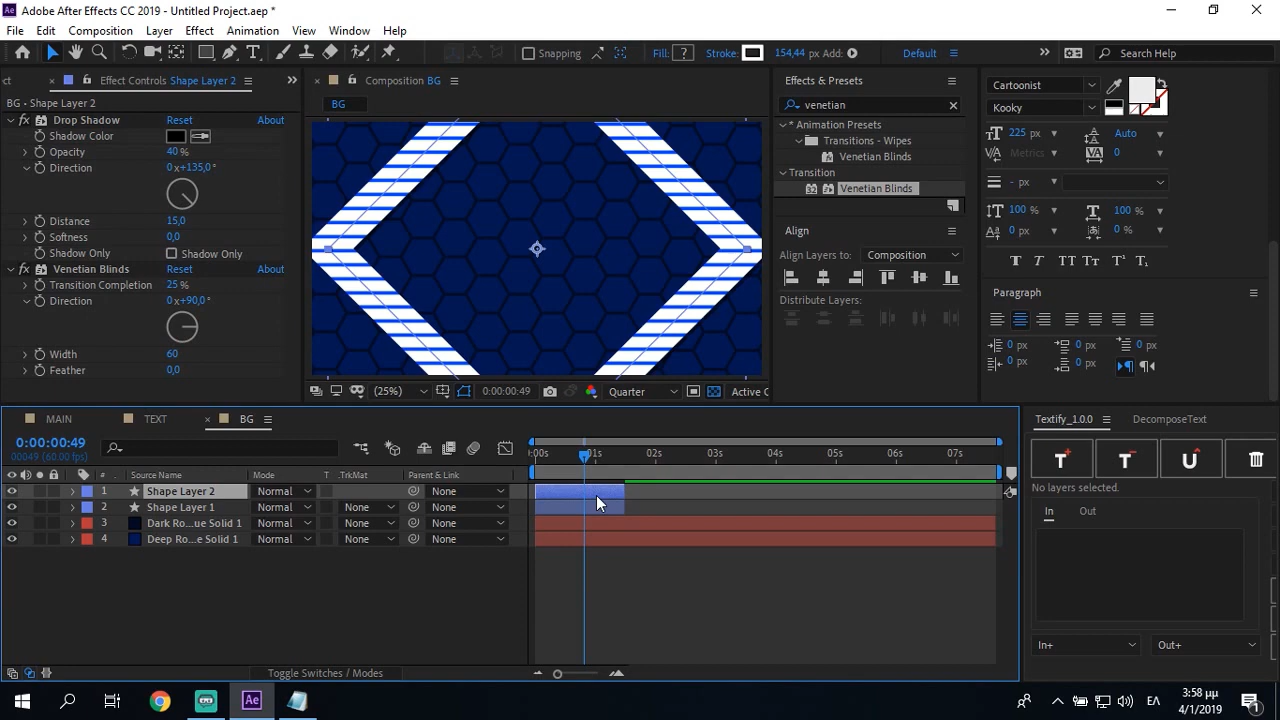 Adobe After Effects CC 2019 - Untitled Project.aep *
File Edit Composition Layer Effect Animation View Window Help
Snapping Fill: ? Stroke: 154,44 px Add: Default Search Help
ct Effect Controls Shape Layer 2 Composition BG Effects & Presets Cartoonist
BG • Shape Layer 2 BG venetian Kooky
Drop Shadow Reset About
Shadow Color
Opacity 40 %
Direction 0 x+135,0°
Distance 15,0
Softness 0,0
Shadow Only Shadow Only
Venetian Blinds Reset About
Transition Completion 25 %
Direction 0 x+90,0°
Width 60
Feather 0,0
(25%) 0:00:00:49 Quarter Active C
* Animation Presets
Transitions - Wipes
Venetian Blinds
Transition
Venetian Blinds
Align
Align Layers to: Composition
Distribute Layers:
225 px Auto
Metrics 0
- px
100 % 100 %
0 px 0 %
T T TT Tт T¹ T₁
Paragraph
0 px 0 px 0 px
0 px 0 px
MAIN TEXT BG
0:00:00:49
00049 (60.00 fps)
:00s 01s 02s 03s 04s 05s 06s 07s
# Source Name Mode T .TrkMat Parent & Link
1 Shape Layer 2 Normal None
2 Shape Layer 1 Normal None None
3 Dark Ro...ue Solid 1 Normal None None
4 Deep Ro...e Solid 1 Normal None None
Toggle Switches / Modes
Textify_1.0.0 DecomposeText
T+ T- U
No layers selected.
In Out
In+ Out+
Ae
ΕΛ
3:58 μμ
4/1/2019
1